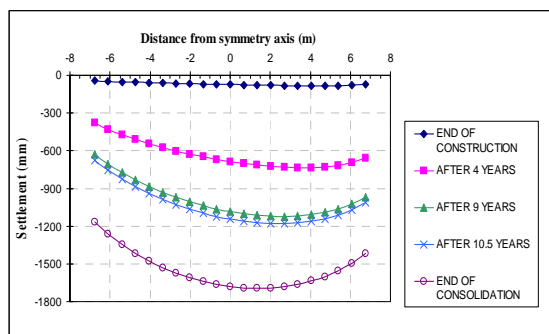 Distance from symmetry axis (m)
-8 -6 -4 -2 0 2 4 6 8
0
-300
-600
-900
-1200
-1500
-1800
Settlement (mm)
END OF
CONSTRUCTION
AFTER 4 YEARS
AFTER 9 YEARS
AFTER 10.5 YEARS
END OF
CONSOLIDATION